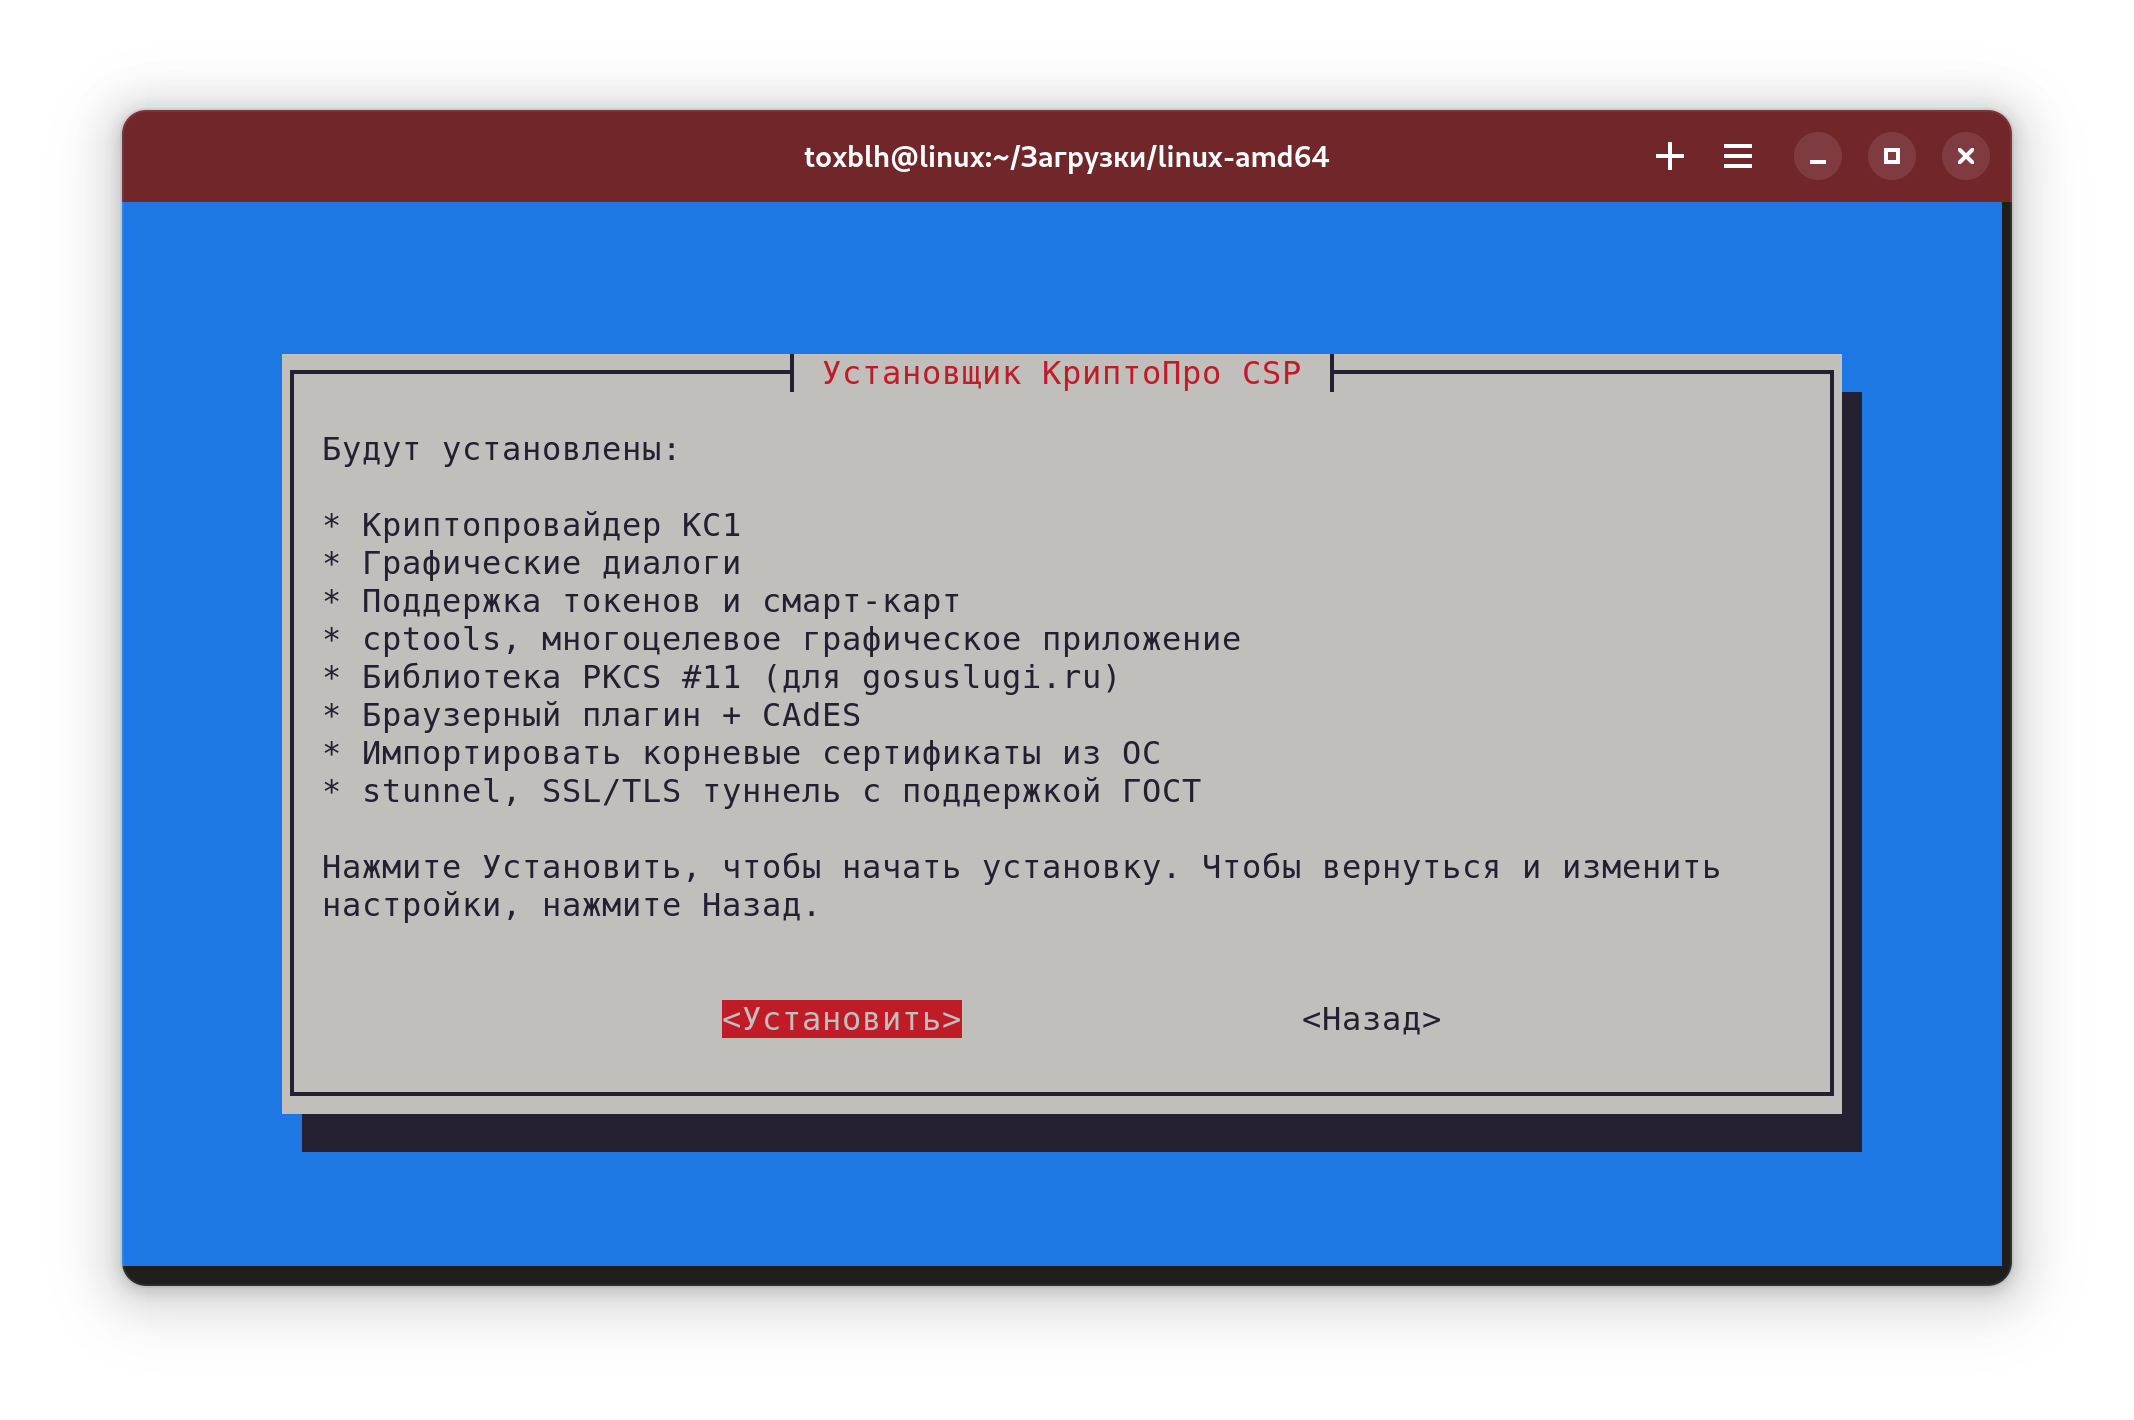 toxblh@linux:~/Загрузки/linux-amd64
Установщик КриптоПро CSP
Будут установлены:
* Криптопровайдер КС1
* Графические диалоги
* Поддержка токенов и смарт-карт
* cptools, многоцелевое графическое приложение
* Библиотека PKCS #11 (для gosuslugi.ru)
* Браузерный плагин + CAdES
* Импортировать корневые сертификаты из ОС
* stunnel, SSL/TLS туннель с поддержкой ГОСТ
Нажмите Установить, чтобы начать установку. Чтобы вернуться и изменить
настройки, нажмите Назад.
<Установить> <Назад>